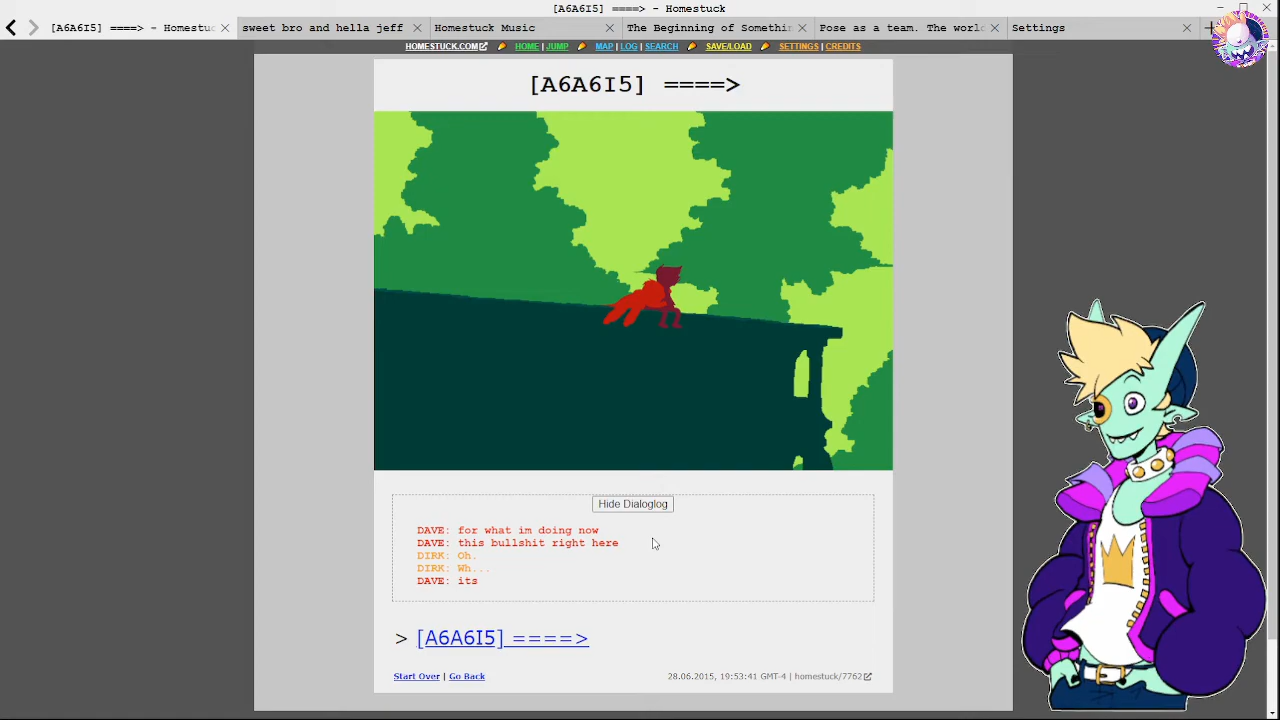 [A6A6I5] ====> - Homestuck
[A6A6I5] ====> - Homestuc
sweet bro and hella jeff
Homestuck Music
The Beginning of Somethin
Pose as a team. The world
Settings
HOMESTUCK.COM HOME | JUMP MAP | LOG | SEARCH SAVE/LOAD SETTINGS | CREDITS
[A6A6I5] ====>
Hide Dialoglog
DAVE: for what im doing now
DAVE: this bullshit right here
DIRK: Oh.
DIRK: Wh...
DAVE: its
> [A6A6I5] ====>
Start Over | Go Back
28.06.2015, 19:53:41 GMT-4 | homestuck/7762